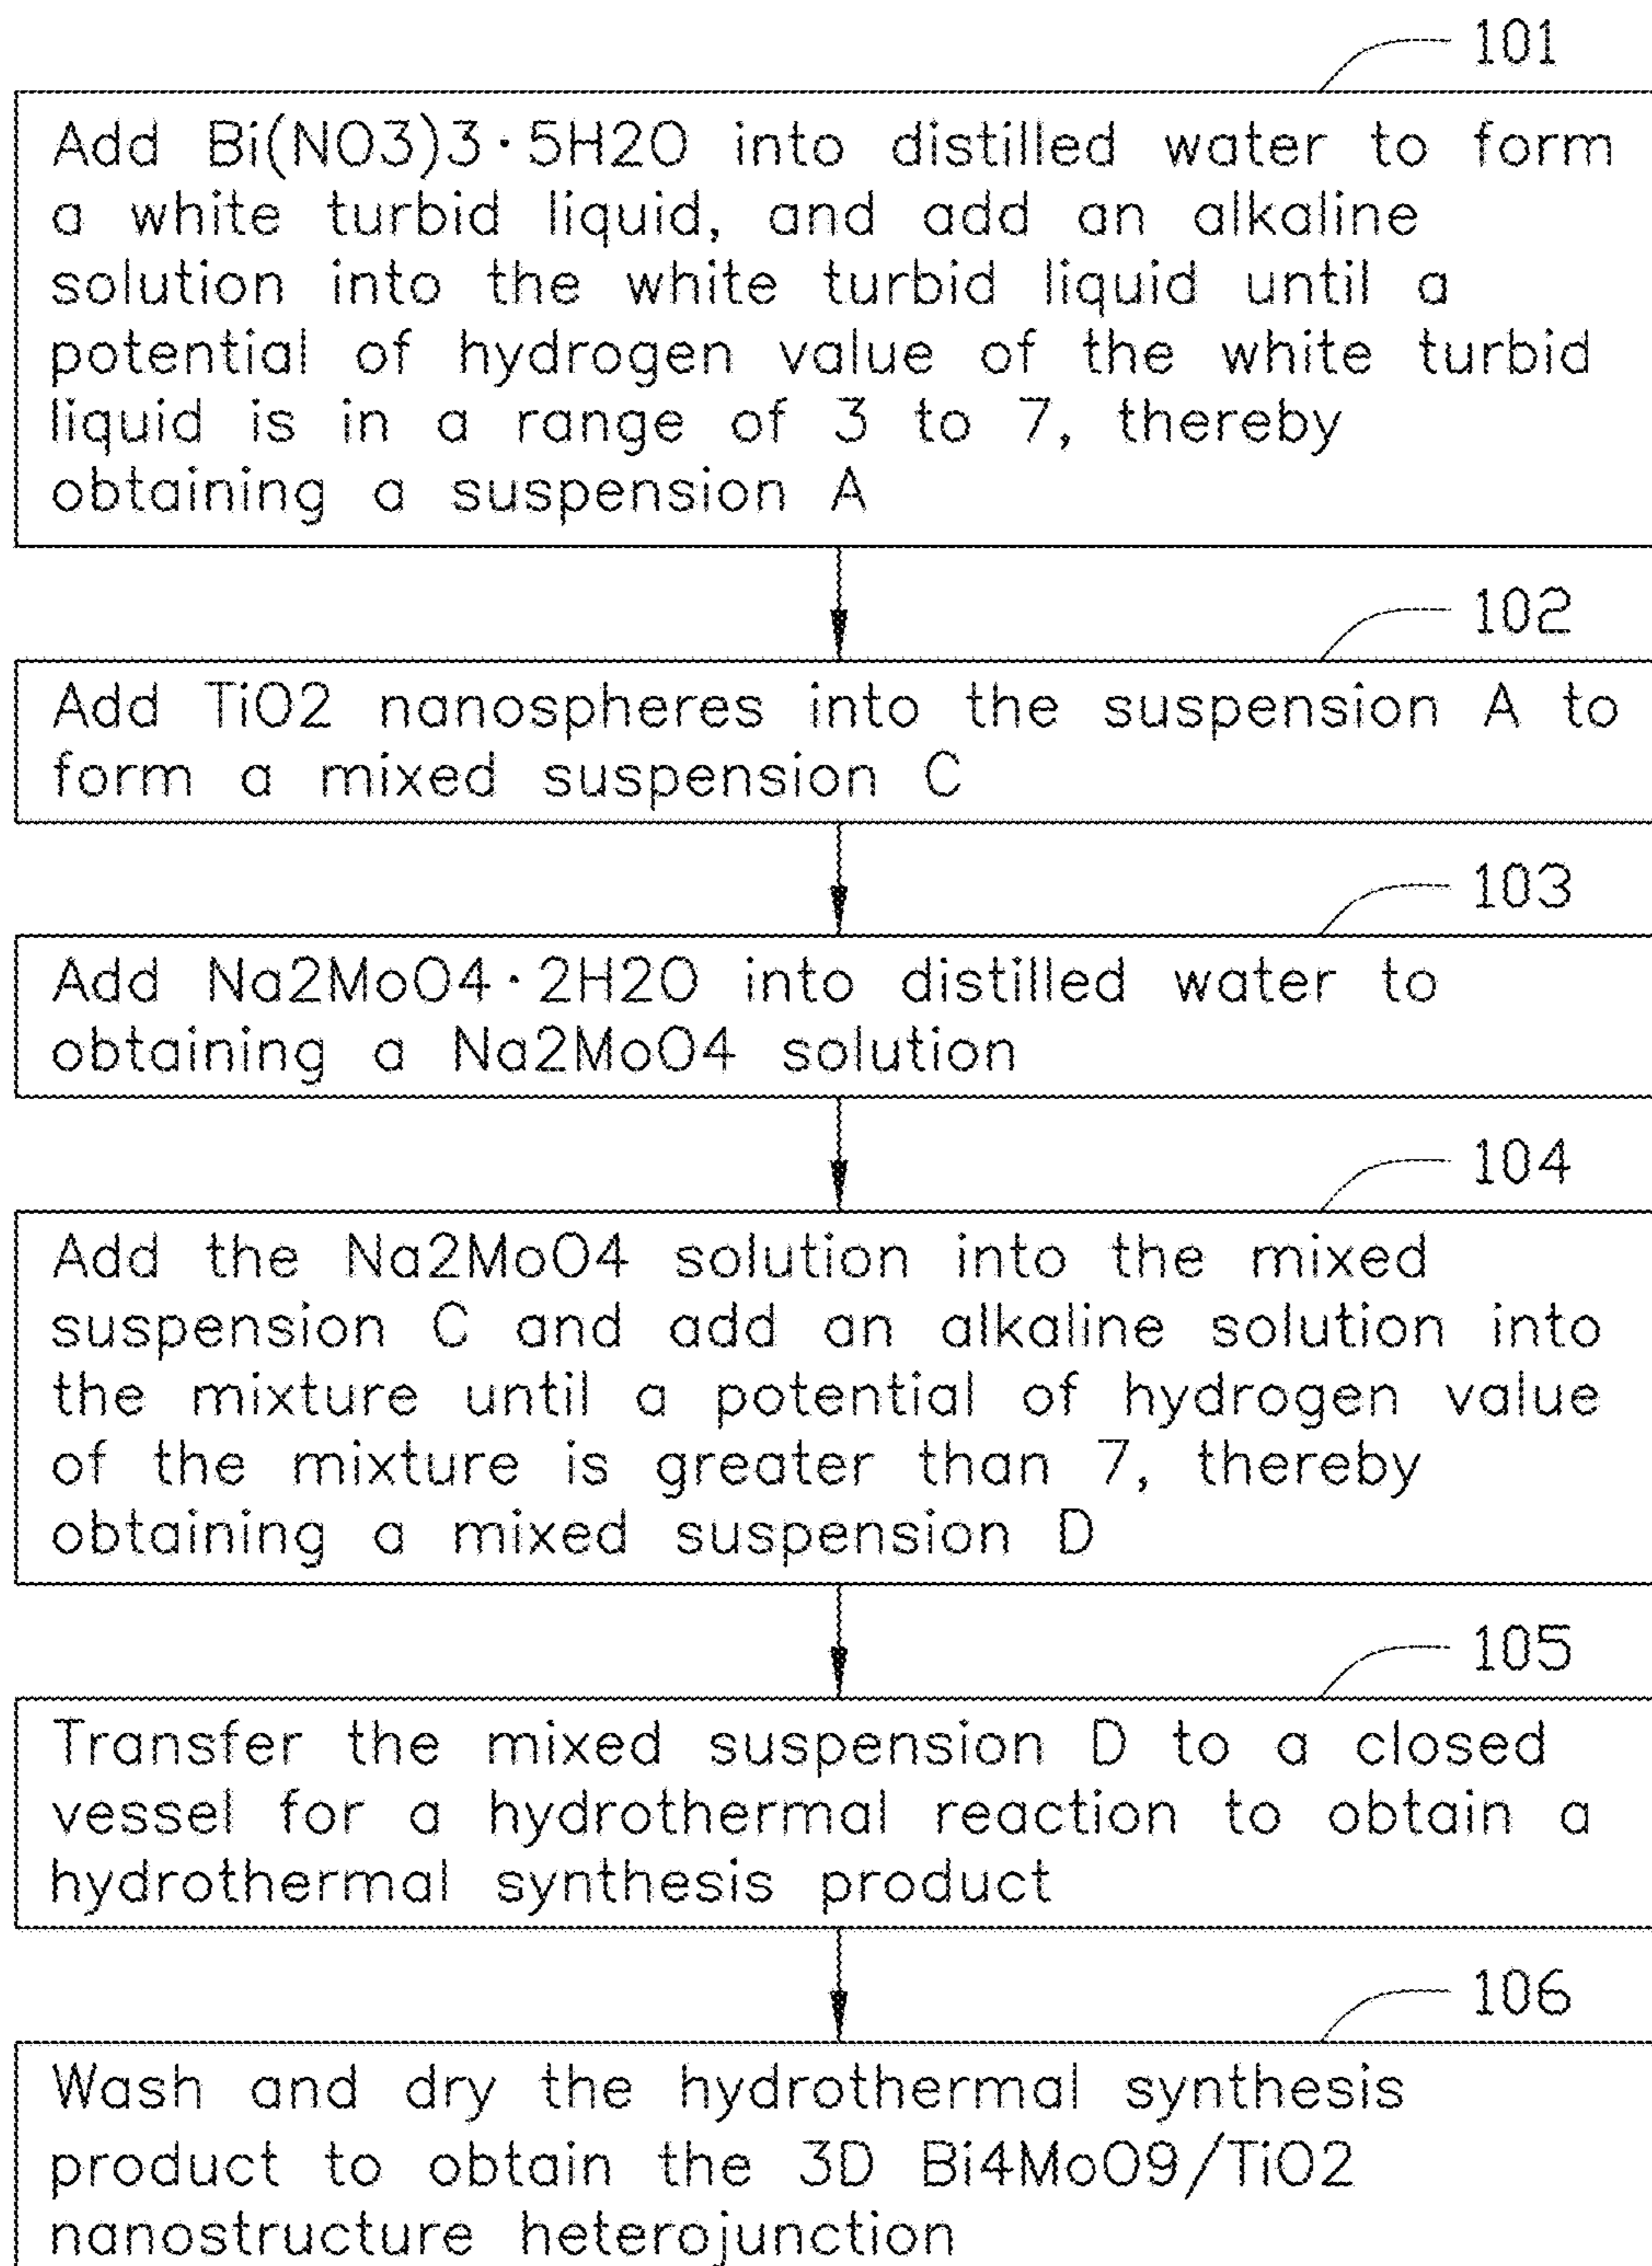 101
Add Bi(NO3)3·5H2O into distilled water to form
a white turbid liquid, and add an alkaline
solution into the white turbid liquid until a
potential of hydrogen value of the white turbid
liquid is in a range of 3 to 7, thereby
obtaining a suspension A
102
Add TiO2 nanospheres into the suspension A to
form a mixed suspension C
103
Add Na2MoO4·2H2O into distilled water to
obtaining a Na2MoO4 solution
104
Add the Na2MoO4 solution into the mixed
suspension C and add an alkaline solution into
the mixture until a potential of hydrogen value
of the mixture is greater than 7, thereby
obtaining a mixed suspension D
105
Transfer the mixed suspension D to a closed
vessel for a hydrothermal reaction to obtain a
hydrothermal synthesis product
106
Wash and dry the hydrothermal synthesis
product to obtain the 3D Bi4MoO9/TiO2
nanostructure heterojunction